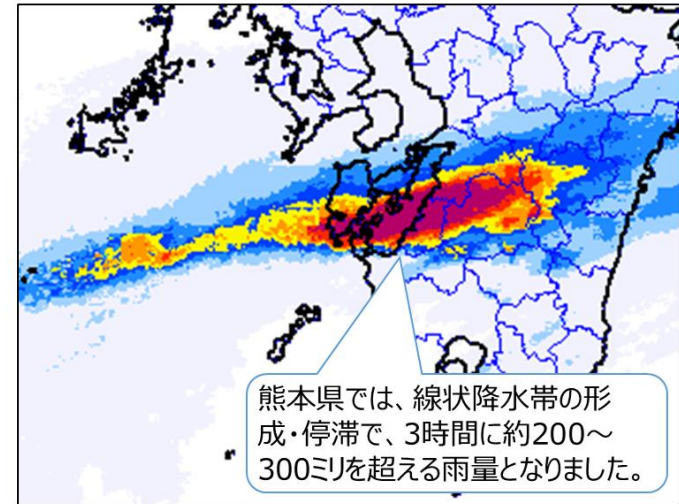 熊本県では、線状降水帯の形
成・停滞で、3時間に約200～
300ミリを超える雨量となりました。